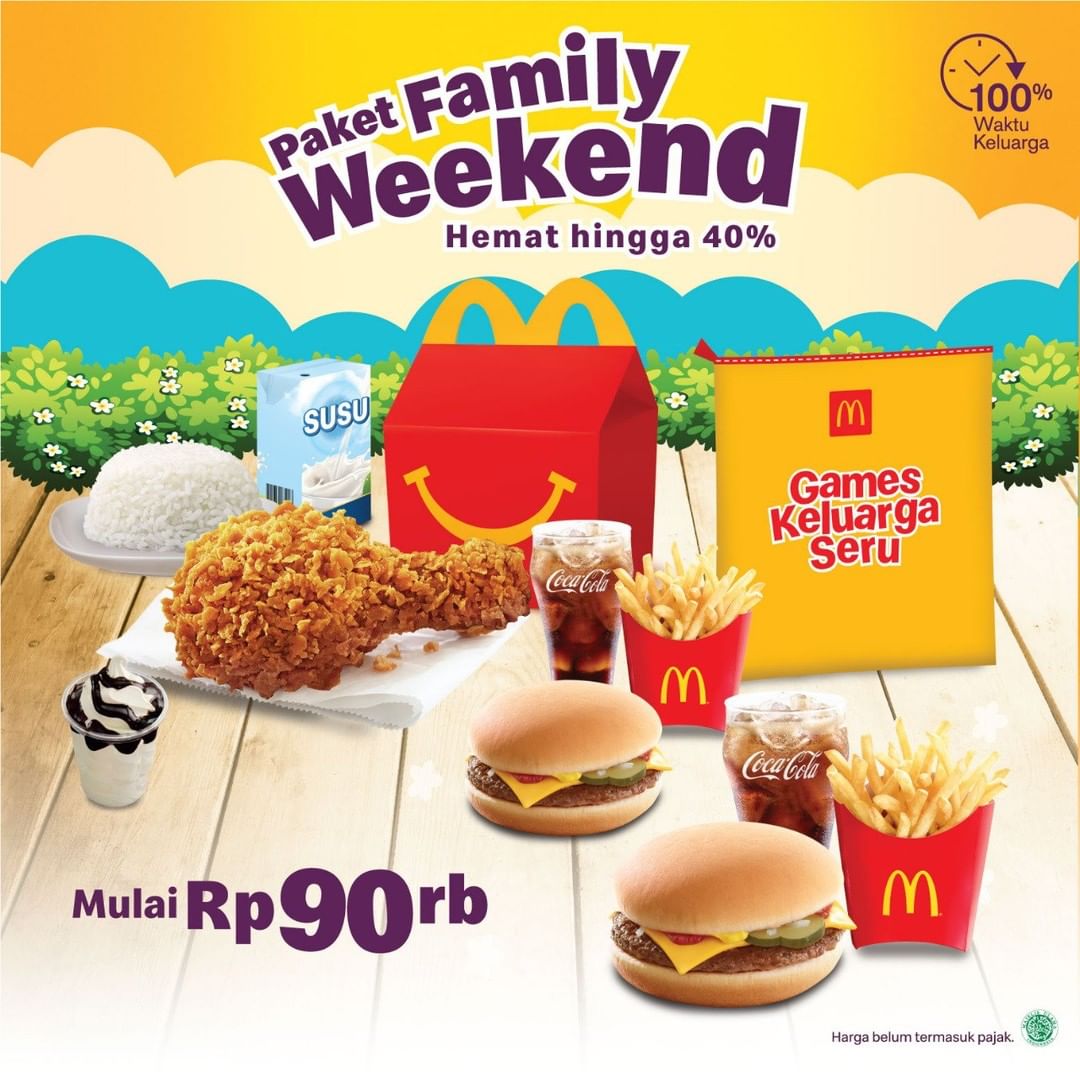 Paket Family
Weekend
Hemat hingga 40%
100%
Waktu
Keluarga
SUSU
Games
Keluarga
Seru
Coca-Cola
Coca-Cola
Mulai Rp90rb
Harga belum termasuk pajak.